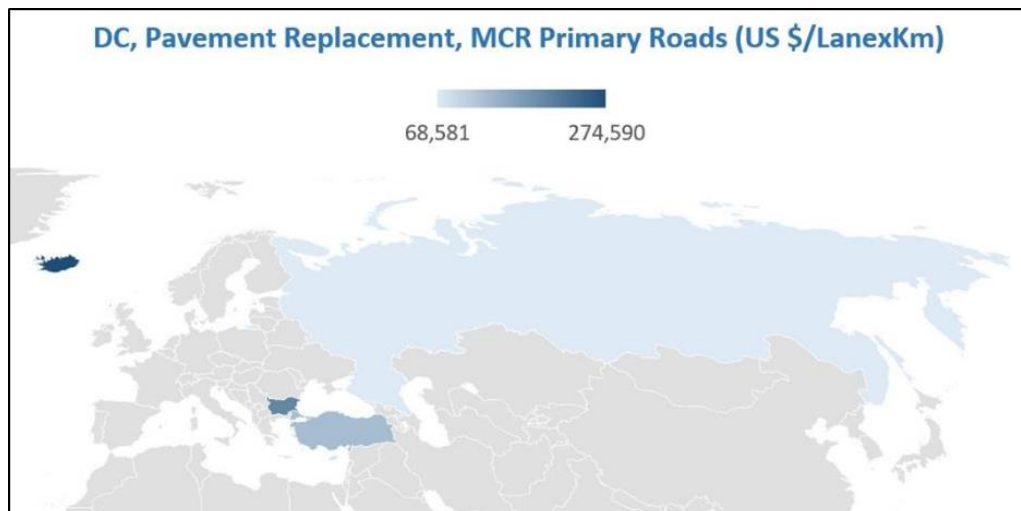 DC, Pavement Replacement, MCR Primary Roads (US $/LanexKm)
68,581 274,590